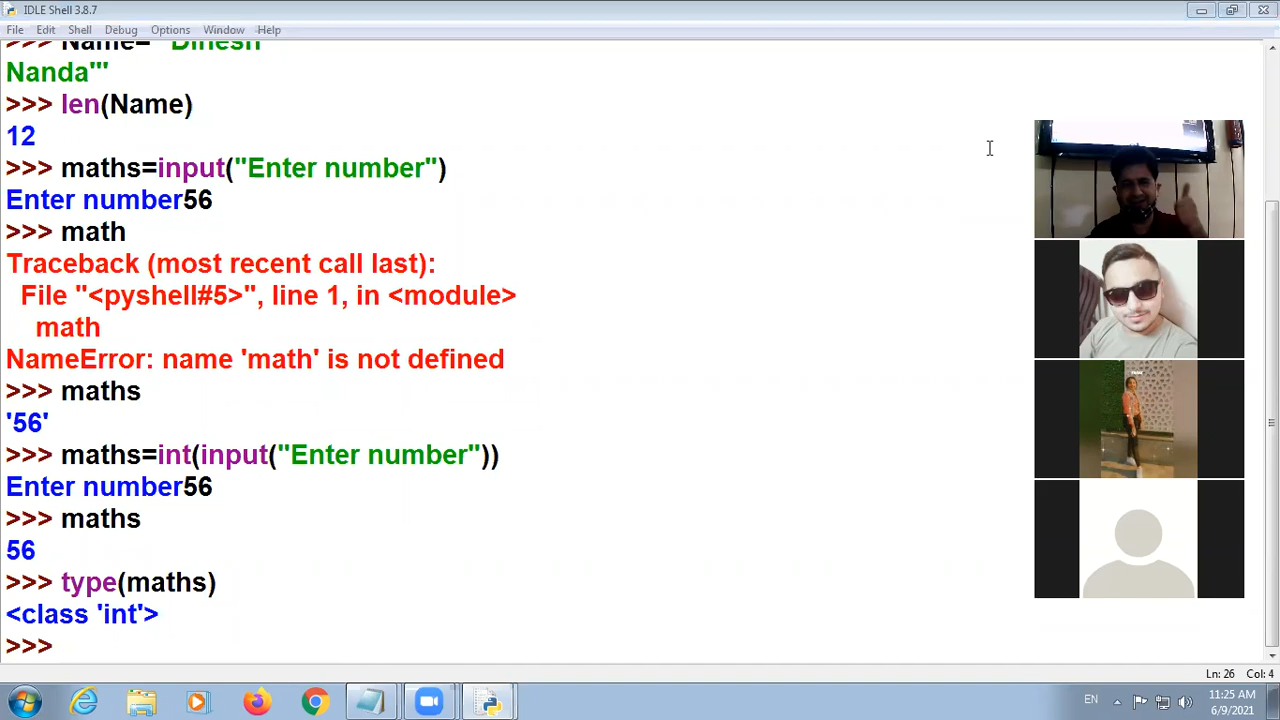 IDLE Shell 3.8.7
File Edit Shell Debug Options Window Help
>>> Name='''Dinesh
Nanda'''
>>> len(Name)
12
>>> maths=input("Enter number")
Enter number56
>>> math
Traceback (most recent call last):
File "<pyshell#5>", line 1, in <module>
math
NameError: name 'math' is not defined
>>> maths
'56'
>>> maths=int(input("Enter number"))
Enter number56
>>> maths
56
>>> type(maths)
<class 'int'>
>>>
Ln: 26 Col: 4
EN
11:25 AM
6/9/2021